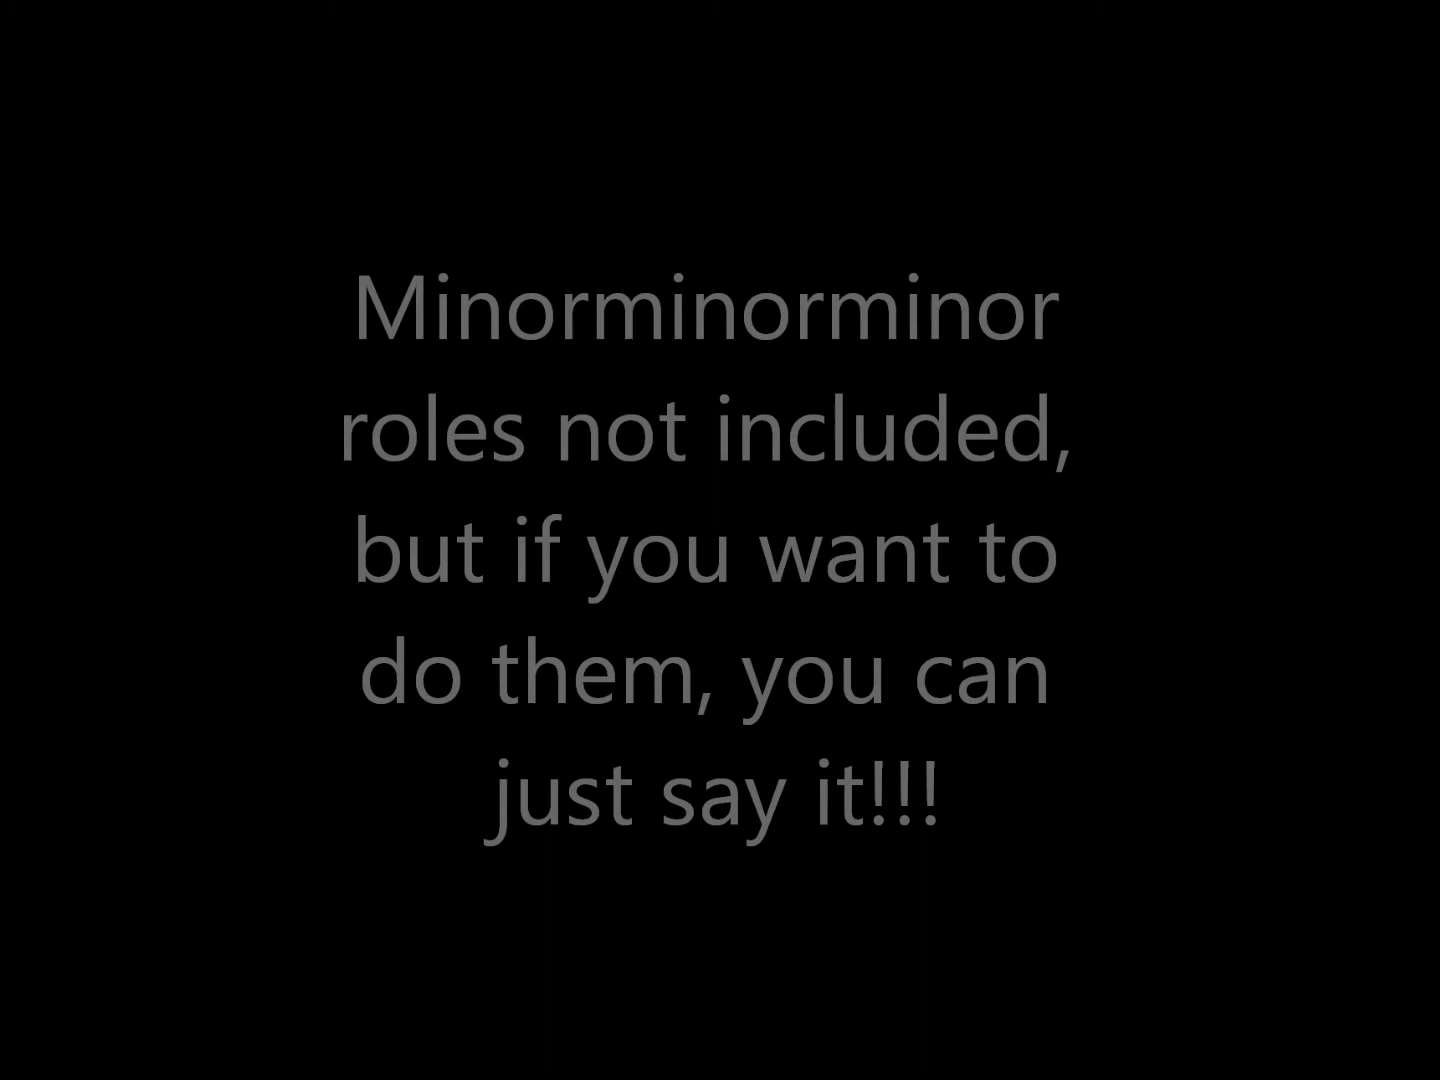 Minorminorminor
roles not included,
but if you want to
do them, you can
just say it!!!